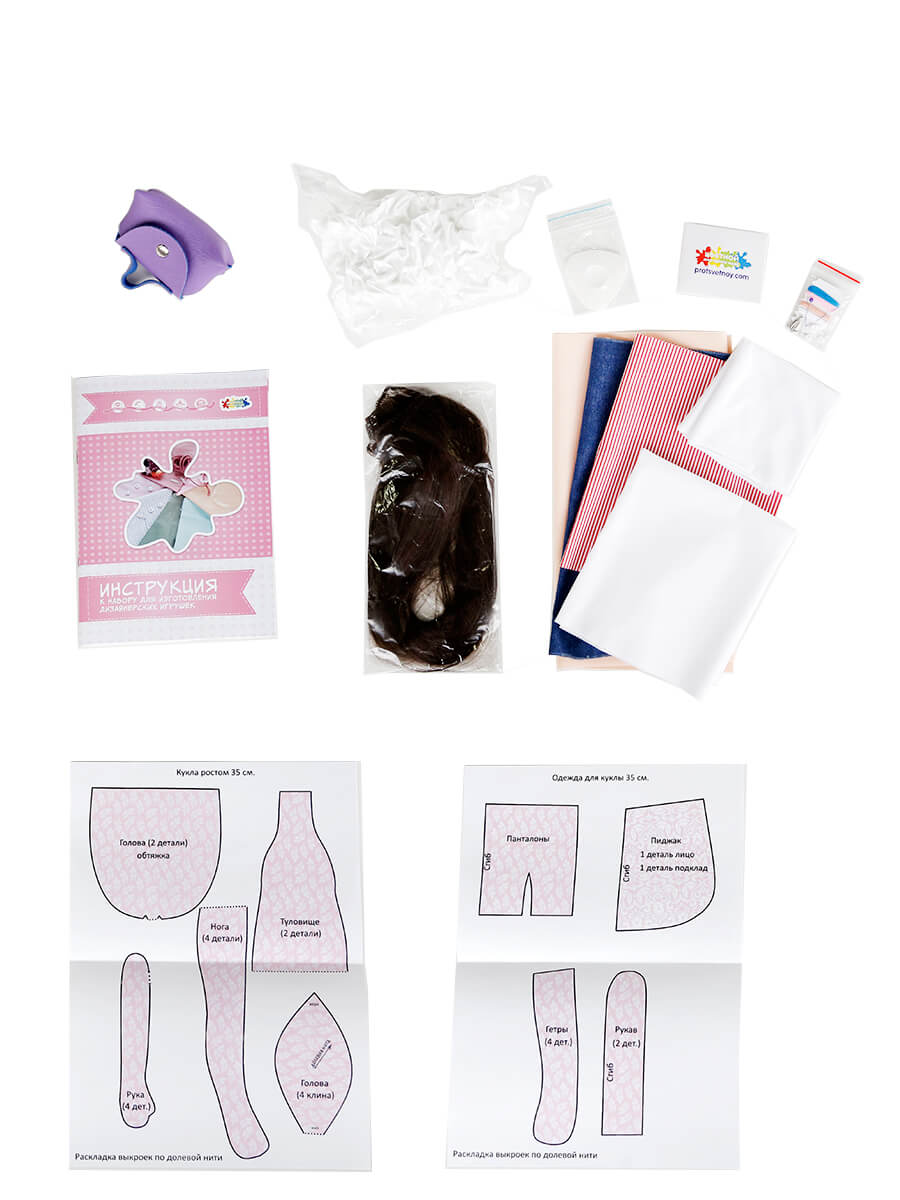 ЦВЕТНОЙ
protsvetnoy.com
ИНСТРУКЦИЯ
К НАБОРУ ДЛЯ ИЗГОТОВЛЕНИЯ
ДИЗАЙНЕРСКИХ ИГРУШЕК
Кукла ростом 35 см.
Голова (2 детали)
обтяжка
Туловище
(2 детали)
Нога
(4 детали)
Рука
(4 дет.)
долевая нить
Голова
(4 клина)
Раскладка выкроек по долевой нити
Одежда для куклы 35 см.
Панталоны
Сгиб
Пиджак
1 деталь лицо
1 деталь подклад
Сгиб
Гетры
(4 дет.)
Рукав
(2 дет.)
Сгиб
Раскладка выкроек по долевой нити